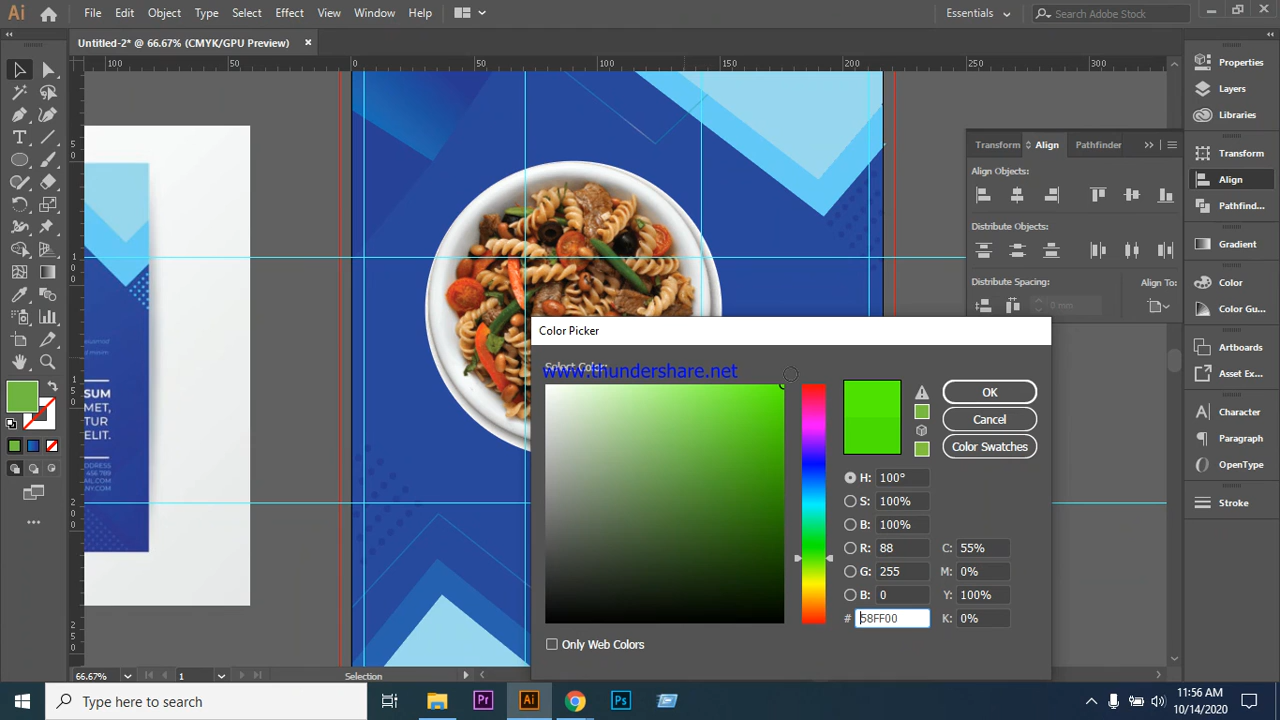 Ai
File Edit Object Type Select Effect View Window Help
Essentials
Search Adobe Stock
Untitled-2* @ 66.67% (CMYK/GPU Preview) ×
100 50 0 50 100 150 200 250 300
Transform Align Pathfinder
Align Objects:
Distribute Objects:
Distribute Spacing: Align To:
0 mm
Properties
Layers
Libraries
Transform
Align
Pathfind...
Gradient
Color
Color Gu...
Artboards
Asset Ex...
Character
Paragraph
OpenType
Stroke
SUM
MET,
TUR
ELIT.
ADDRESS
456 789
Color Picker
Select Color:
www.thundershare.net
OK
Cancel
Color Swatches
H: 100°
S: 100%
B: 100%
R: 88 C: 55%
G: 255 M: 0%
B: 0 Y: 100%
# 58FF00 K: 0%
Only Web Colors
66.67% 1 Selection
Type here to search
Pr
Ai
Ps
11:56 AM
10/14/2020